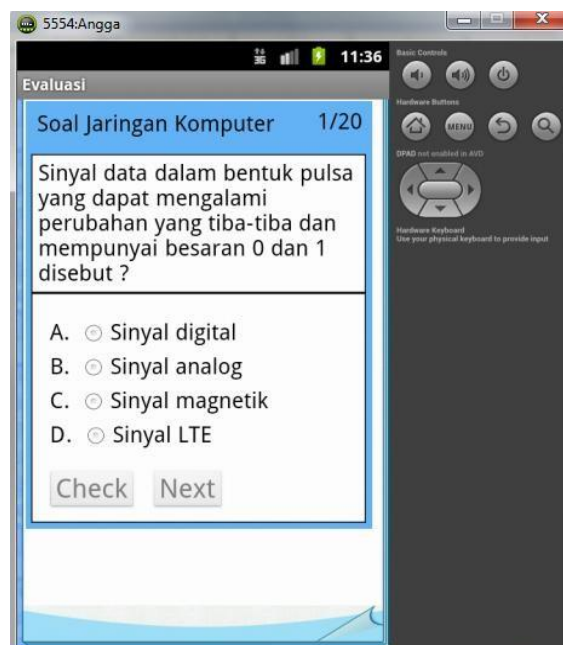 5554:Angga
3G 11:36
Evaluasi
Soal Jaringan Komputer 1/20
Sinyal data dalam bentuk pulsa
yang dapat mengalami
perubahan yang tiba-tiba dan
mempunyai besaran 0 dan 1
disebut ?
A. Sinyal digital
B. Sinyal analog
C. Sinyal magnetik
D. Sinyal LTE
Check Next
Basic Controls
Hardware Buttons
MENU
DPAD not enabled in AVD
Hardware Keyboard
Use your physical keyboard to provide input